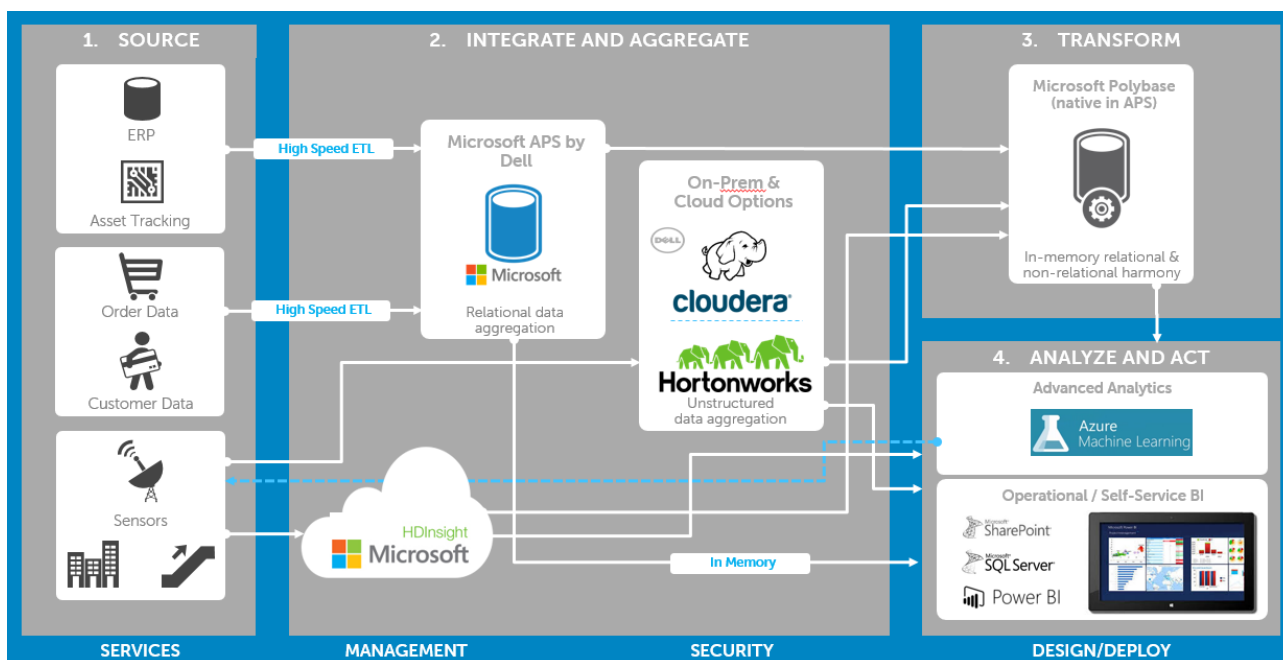 1. SOURCE
ERP
Asset Tracking
Order Data
Customer Data
Sensors
2. INTEGRATE AND AGGREGATE
High Speed ETL
High Speed ETL
Microsoft APS by
Dell
Microsoft
Relational data
aggregation
On-Prem &
Cloud Options
DELL
cloudera
Hortonworks
Unstructured
data aggregation
HDInsight
Microsoft
In Memory
3. TRANSFORM
Microsoft Polybase
(native in APS)
In-memory relational &
non-relational harmony
4. ANALYZE AND ACT
Advanced Analytics
Azure
Machine Learning
Operational / Self-Service BI
Microsoft
SharePoint
Microsoft
SQL Server
Power BI
SERVICES
MANAGEMENT
SECURITY
DESIGN/DEPLOY